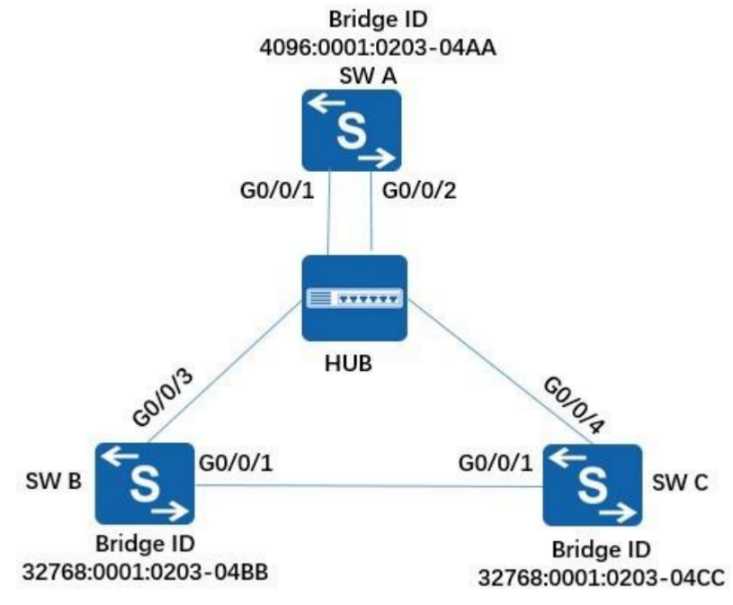 Bridge ID
4096:0001:0203-04AA
SW A
S
G0/0/1
G0/0/2
HUB
G0/0/3
G0/0/4
SW B
S
G0/0/1
G0/0/1
S
SW C
Bridge ID
32768:0001:0203-04BB
Bridge ID
32768:0001:0203-04CC